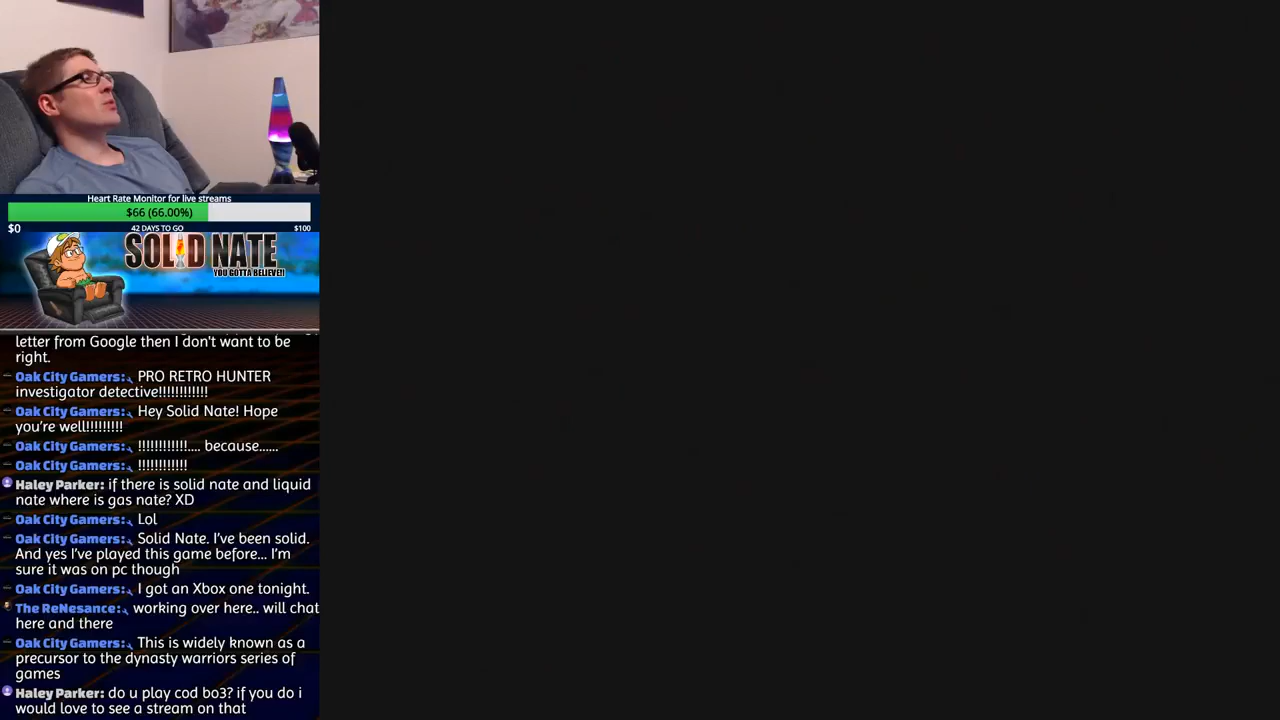 Heart Rate Monitor for live streams
$66 (66.00%)
$0
42 DAYS TO GO
$100
SOLID NATE
YOU GOTTA BELIEVE!!
letter from Google then I don't want to be
right.
Oak City Gamers: PRO RETRO HUNTER
investigator detective!!!!!!!!!!!!
Oak City Gamers: Hey Solid Nate! Hope
you're well!!!!!!!!!
Oak City Gamers: !!!!!!!!!!!!.... because......
Oak City Gamers: !!!!!!!!!!!!
Haley Parker: if there is solid nate and liquid
nate where is gas nate? XD
Oak City Gamers: Lol
Oak City Gamers: Solid Nate. I've been solid.
And yes I've played this game before... I'm
sure it was on pc though
Oak City Gamers: I got an Xbox one tonight.
The ReNesance: working over here.. will chat
here and there
Oak City Gamers: This is widely known as a
precursor to the dynasty warriors series of
games
Haley Parker: do u play cod bo3? if you do i
would love to see a stream on that